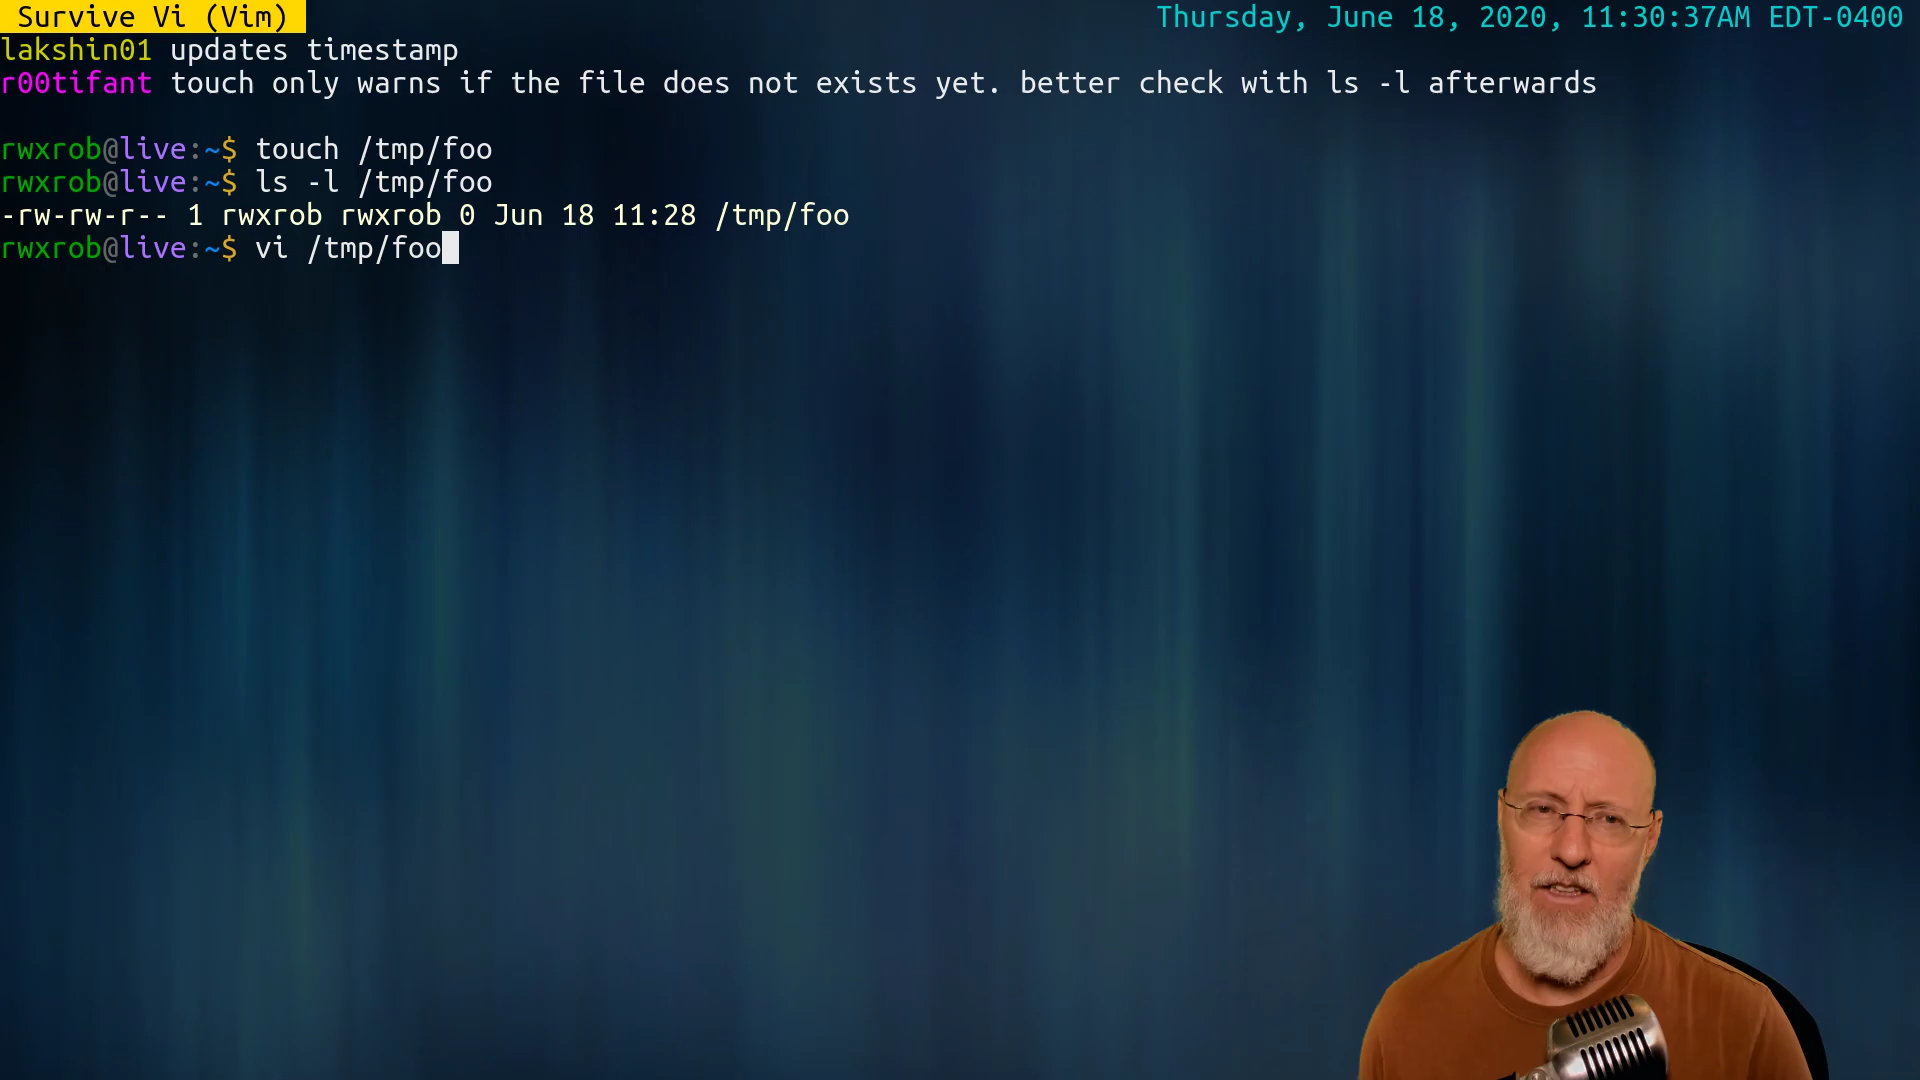 Survive Vi (Vim)
Thursday, June 18, 2020, 11:30:37AM EDT-0400
lakshin01 updates timestamp
r00tifant touch only warns if the file does not exists yet. better check with ls -l afterwards
rwxrob@live:~$ touch /tmp/foo
rwxrob@live:~$ ls -l /tmp/foo
-rw-rw-r-- 1 rwxrob rwxrob 0 Jun 18 11:28 /tmp/foo
rwxrob@live:~$ vi /tmp/foo